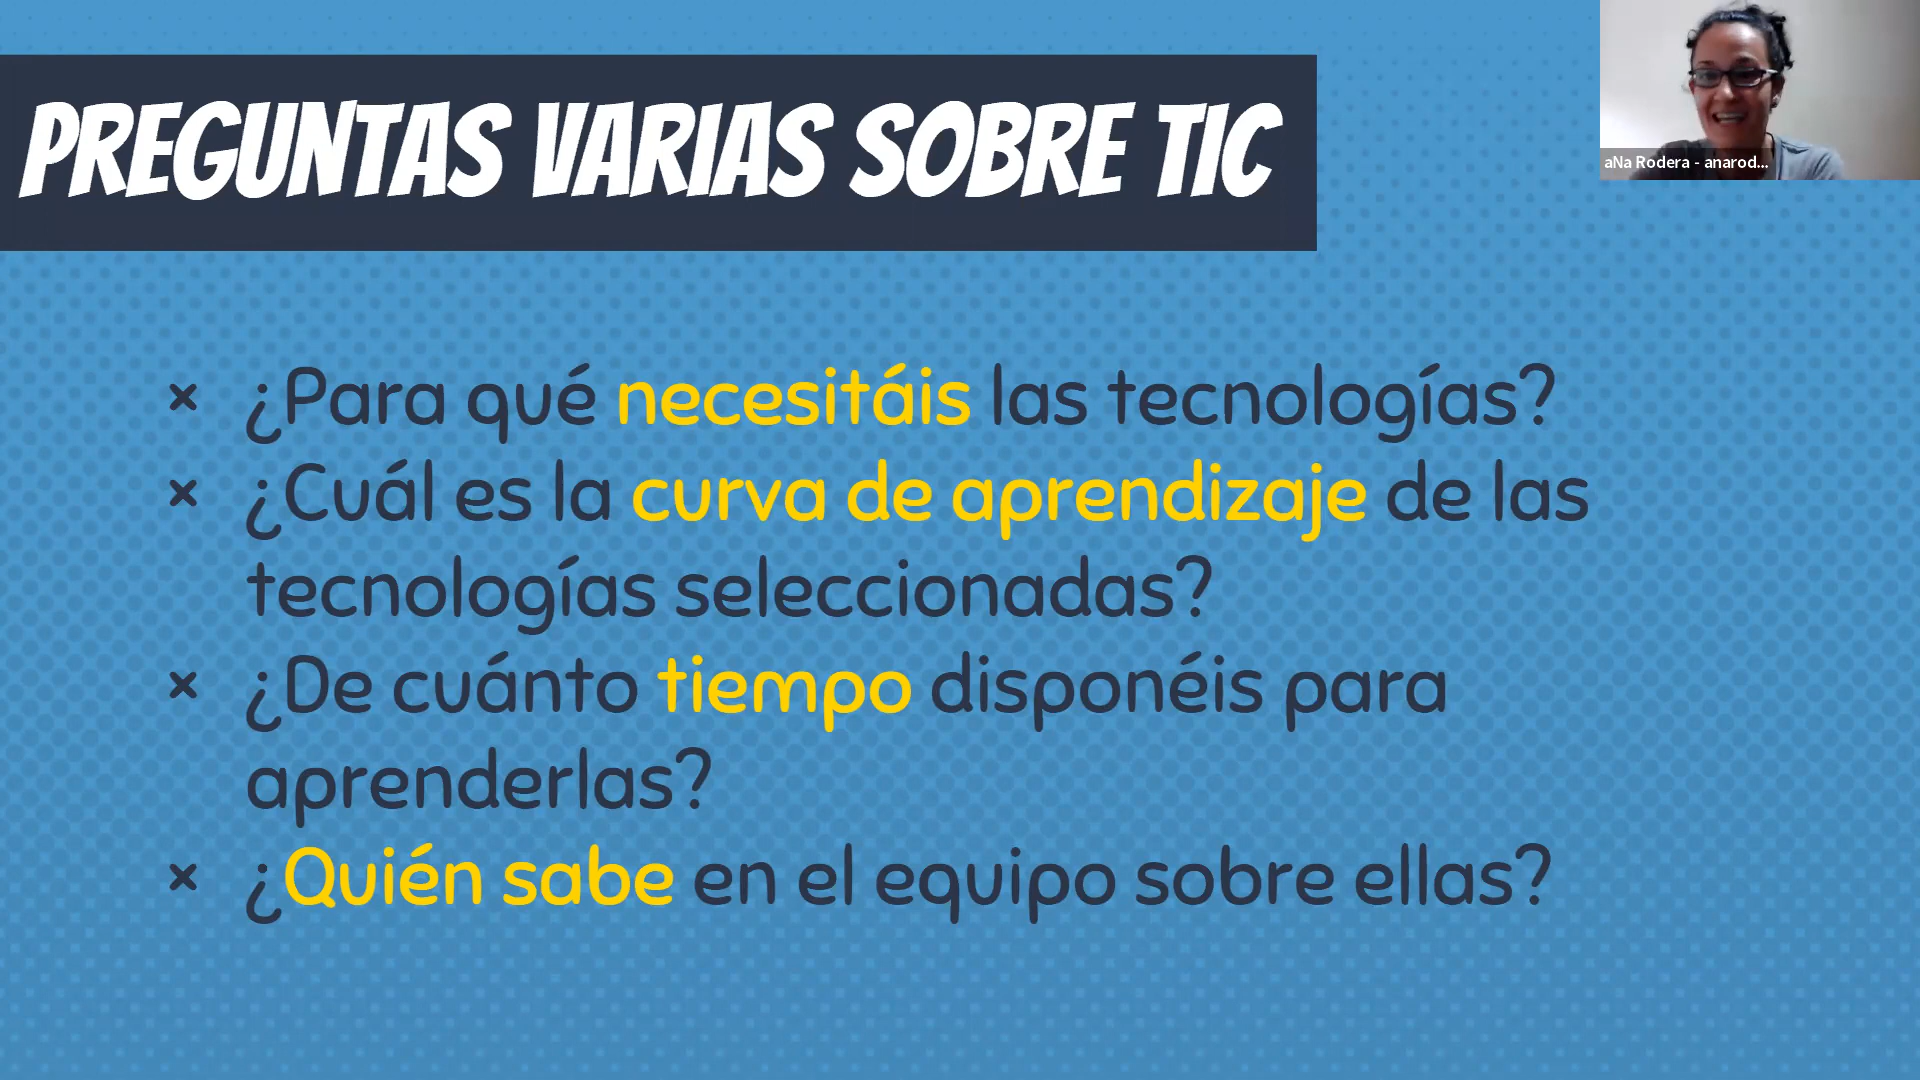 PREGUNTAS VARIAS SOBRE TIC
aNa Rodera - anarod...
× ¿Para qué necesitáis las tecnologías?
× ¿Cuál es la curva de aprendizaje de las
tecnologías seleccionadas?
× ¿De cuánto tiempo disponéis para
aprenderlas?
× ¿Quién sabe en el equipo sobre ellas?